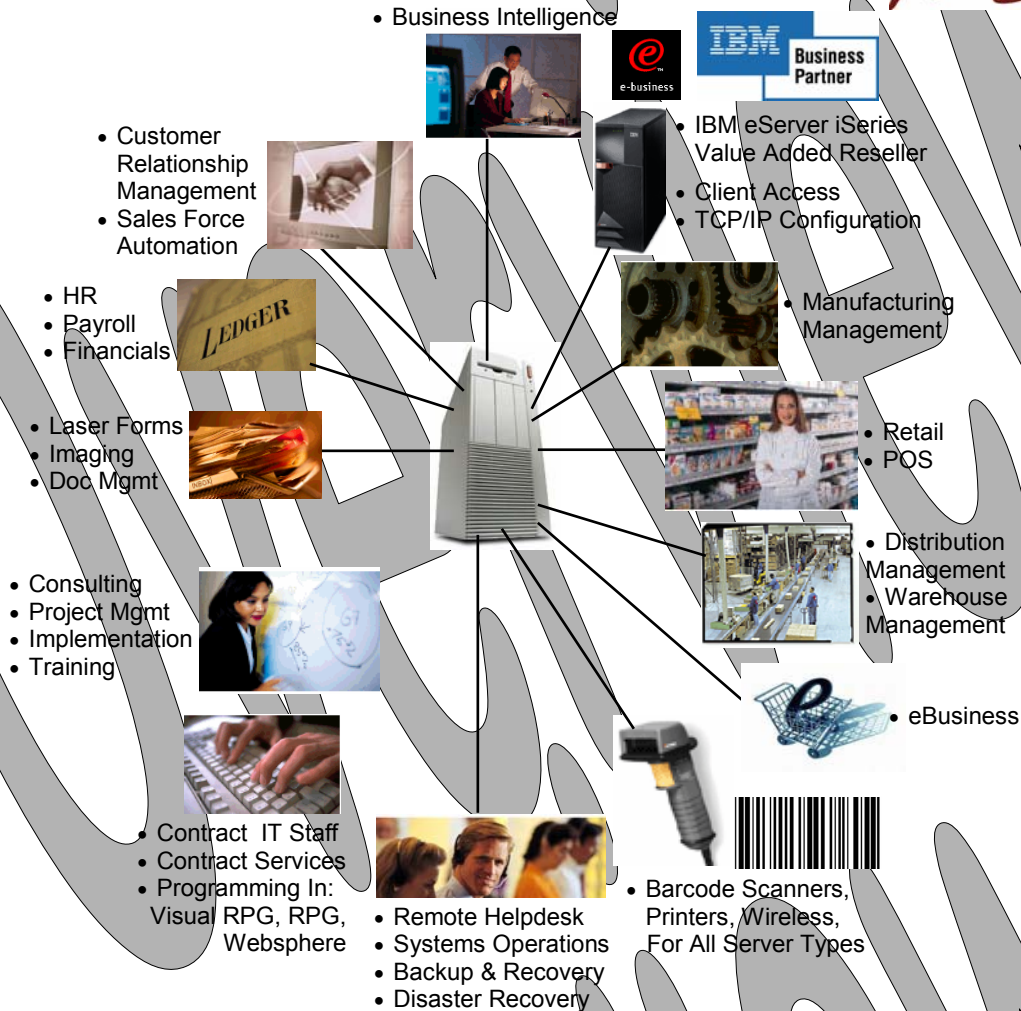 • Business Intelligence
e
e-business
IBM
Business
Partner
• IBM eServer iSeries
Value Added Reseller
• Client Access
• TCP/IP Configuration
• Customer
Relationship
Management
• Sales Force
Automation
• HR
• Payroll
• Financials
LEDGER
• Manufacturing
Management
• Laser Forms
• Imaging
• Doc Mgmt
INBOX
• Retail
• POS
• Distribution
Management
• Warehouse
Management
• Consulting
• Project Mgmt
• Implementation
• Training
e
• eBusiness
• Contract IT Staff
• Contract Services
• Programming In:
Visual RPG, RPG,
Websphere
• Remote Helpdesk
• Systems Operations
• Backup & Recovery
• Disaster Recovery
• Barcode Scanners,
Printers, Wireless,
For All Server Types